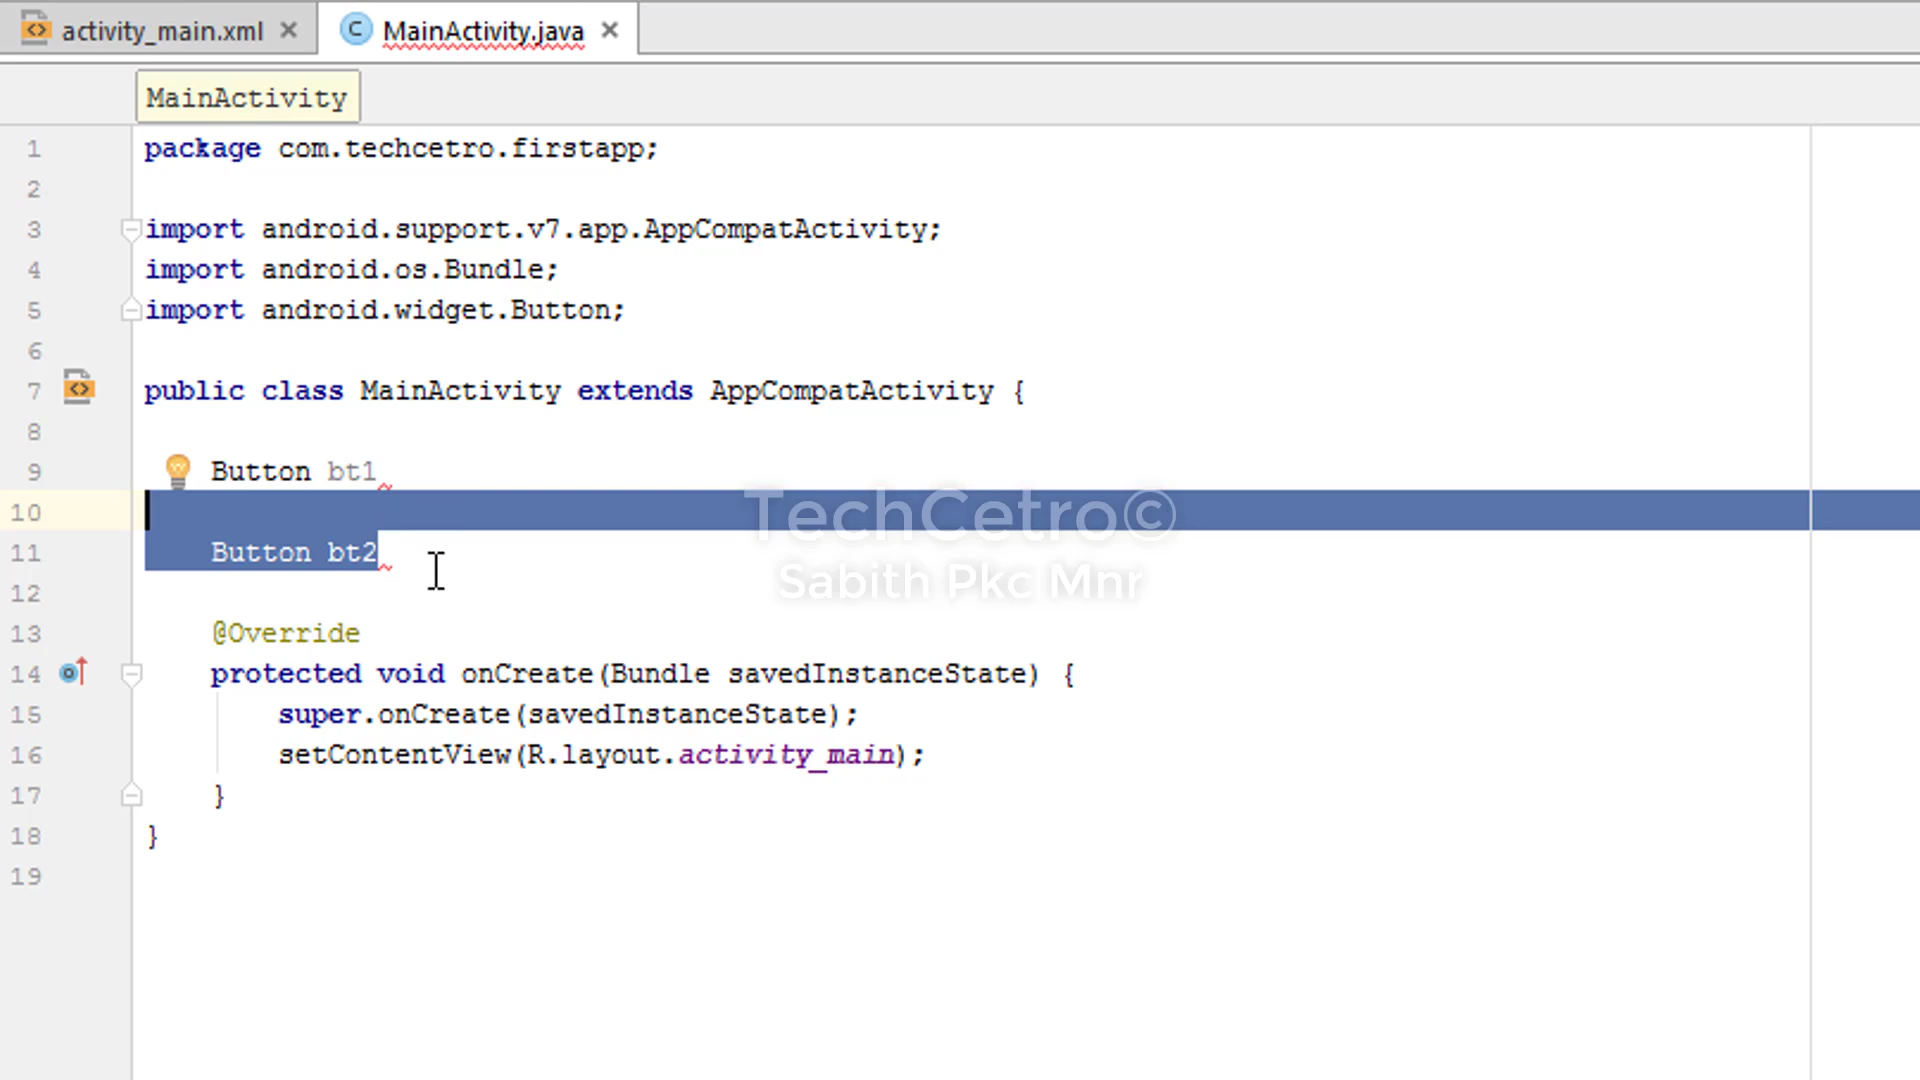 activity_main.xml
MainActivity.java
MainActivity
1 package com.techcetro.firstapp;
2
3 import android.support.v7.app.AppCompatActivity;
4 import android.os.Bundle;
5 import android.widget.Button;
6
7 public class MainActivity extends AppCompatActivity {
8
9 Button bt1
10
11 Button bt2
12
13 @Override
14 protected void onCreate(Bundle savedInstanceState) {
15 super.onCreate(savedInstanceState);
16 setContentView(R.layout.activity_main);
17 }
18 }
19
TechCetro©
Sabith Pkc Mnr